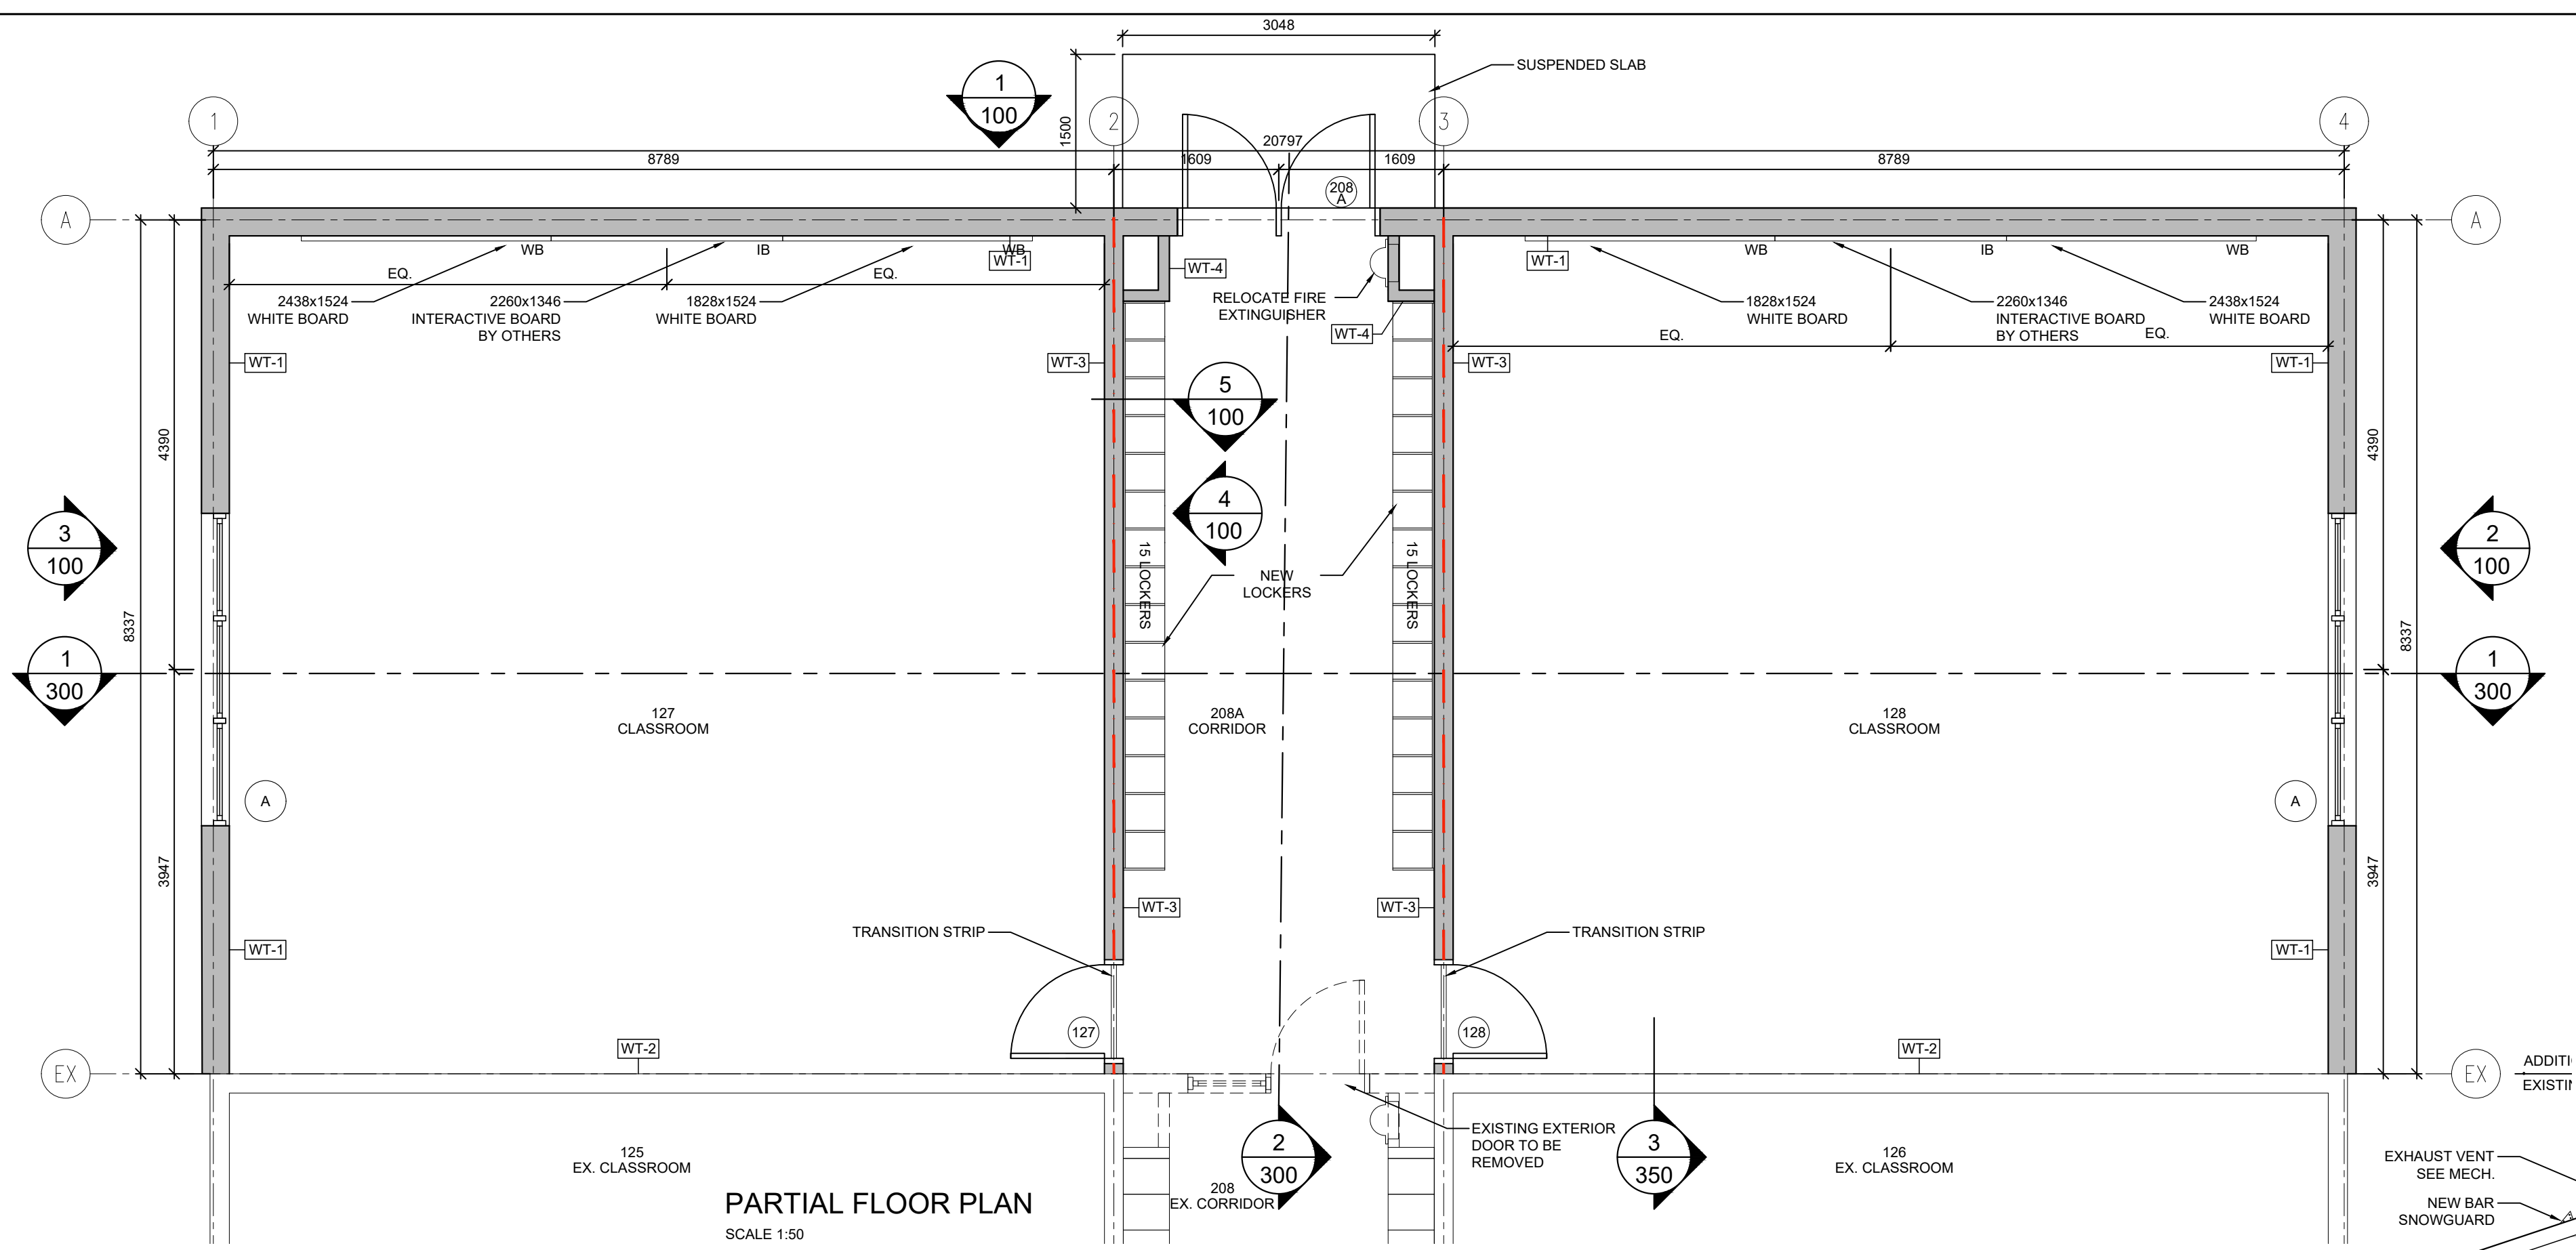 3048
SUSPENDED SLAB
1
100
1500
1
2
3
4
20797
8789
1609
1609
8789
208
A
A
A
WB
IB
WB
WT-1
EQ.
EQ.
2438x1524
WHITE BOARD
2260x1346
INTERACTIVE BOARD
BY OTHERS
1828x1524
WHITE BOARD
WT-4
RELOCATE FIRE
EXTINGUISHER
WT-4
WT-1
WB
IB
WB
1828x1524
WHITE BOARD
2260x1346
INTERACTIVE BOARD
BY OTHERS
2438x1524
WHITE BOARD
EQ.
EQ.
WT-1
WT-3
WT-3
WT-1
5
100
4
100
4390
4390
3
100
2
100
15 LOCKERS
15 LOCKERS
NEW
LOCKERS
8337
8337
1
300
1
300
127
CLASSROOM
208A
CORRIDOR
128
CLASSROOM
A
A
3947
3947
WT-3
WT-3
TRANSITION STRIP
TRANSITION STRIP
WT-1
WT-1
127
128
WT-2
WT-2
EX
EX
ADDITI
EXISTIN
125
EX. CLASSROOM
2
300
EXISTING EXTERIOR
DOOR TO BE
REMOVED
3
350
126
EX. CLASSROOM
EXHAUST VENT
SEE MECH.
208
EX. CORRIDOR
NEW BAR
SNOWGUARD
PARTIAL FLOOR PLAN
SCALE 1:50